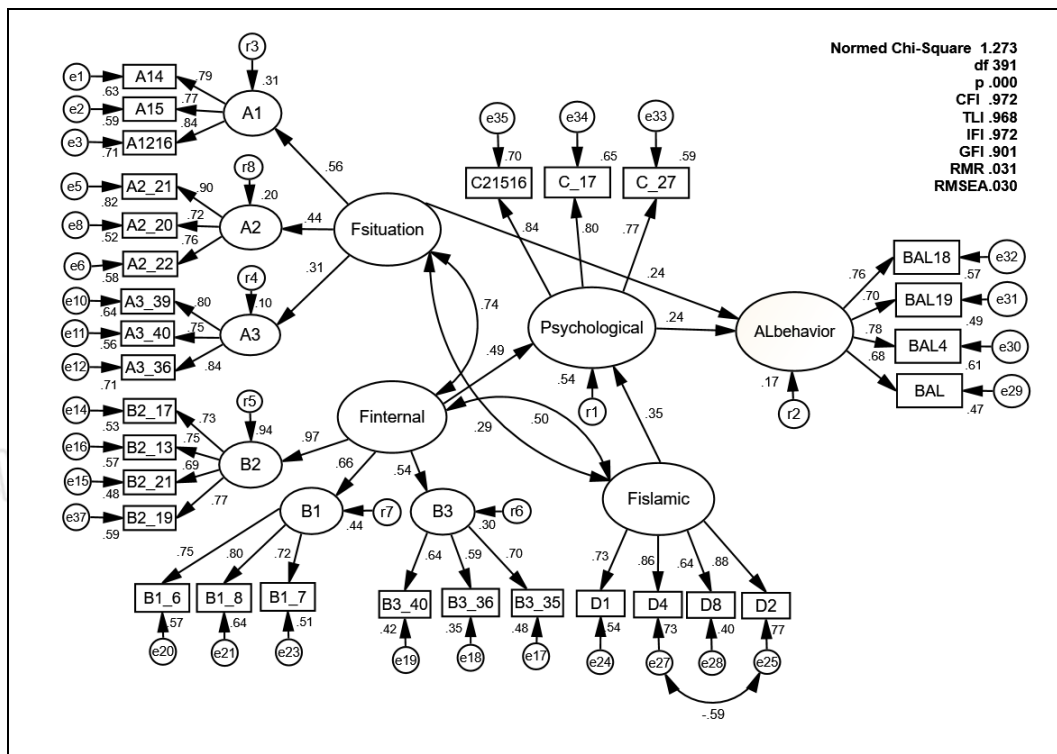 Normed Chi-Square 1.273
df 391
p .000
CFI .972
TLI .968
IFI .972
GFI .901
RMR .031
RMSEA.030
r3
.31
e1
A14
.79
.63
e2
A15
.77
.59
A1
e3
A1216
.84
.71
.56
r8
.20
e5
A2_21
.90
.82
e8
A2_20
.72
.52
A2
.44
e6
A2_22
.76
.58
r4
.10
.31
e10
A3_39
.80
.64
e11
A3_40
.75
.56
A3
e12
A3_36
.84
.71
Fsituation
.24
.74
.29
.50
e35
e34
e33
.70
.65
.59
C21516
C_17
C_27
.84
.80
.77
Psychological
.24
.54
r1
.49
.35
ALbehavior
.17
r2
.76
BAL18
e32
.57
.70
BAL19
e31
.49
.78
BAL4
e30
.61
.68
BAL
e29
.47
Finternal
.97
.66
.54
r5
.94
e14
B2_17
.73
.53
e16
B2_13
.75
.57
B2
e15
B2_21
.69
.48
e37
B2_19
.77
.59
B1
r7
.44
B3
r6
.30
.75
.80
.72
B1_6
B1_8
B1_7
.57
.64
.51
e20
e21
e23
.64
.59
.70
B3_40
B3_36
B3_35
.42
.35
.48
e19
e18
e17
Fislamic
.73
.86
.64
.88
D1
D4
D8
D2
.54
.73
.40
.77
e24
e27
e28
e25
-.59